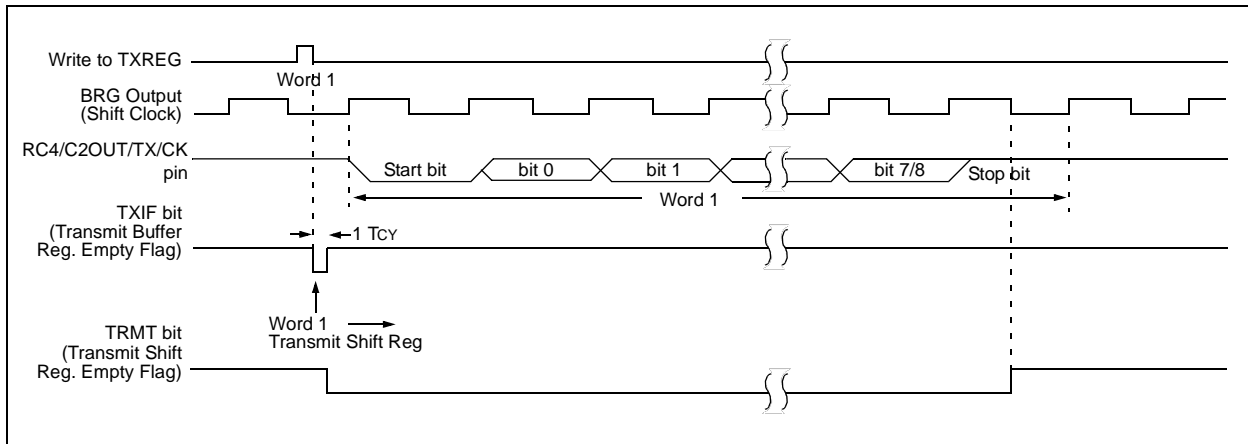 Write to TXREG
Word 1
BRG Output
(Shift Clock)
RC4/C2OUT/TX/CK
pin
Start bit
bit 0
bit 1
bit 7/8
Stop bit
Word 1
TXIF bit
(Transmit Buffer
Reg. Empty Flag)
1 TCY
Word 1
Transmit Shift Reg
TRMT bit
(Transmit Shift
Reg. Empty Flag)